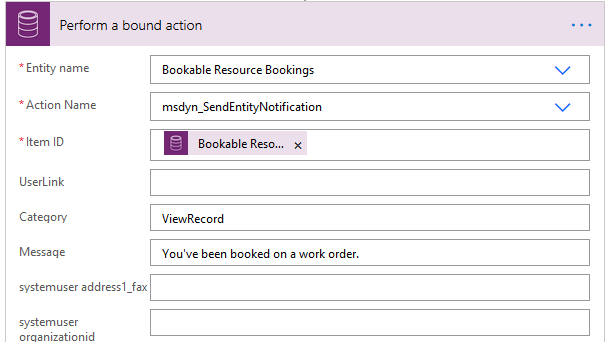 Perform a bound action
...
* Entity name
Bookable Resource Bookings
* Action Name
msdyn_SendEntityNotification
* Item ID
Bookable Reso... x
UserLink
Category
ViewRecord
Message
You've been booked on a work order.
systemuser address1_fax
systemuser
organizationid